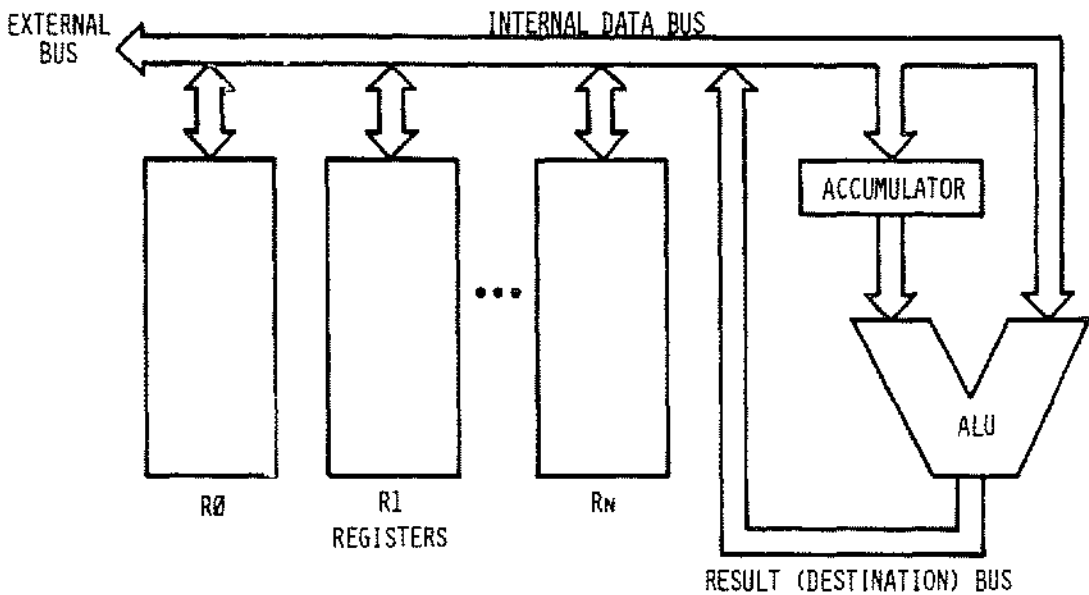 EXTERNAL
BUS
INTERNAL DATA BUS
ACCUMULATOR
ALU
RØ
R1
RN
REGISTERS
RESULT (DESTINATION) BUS